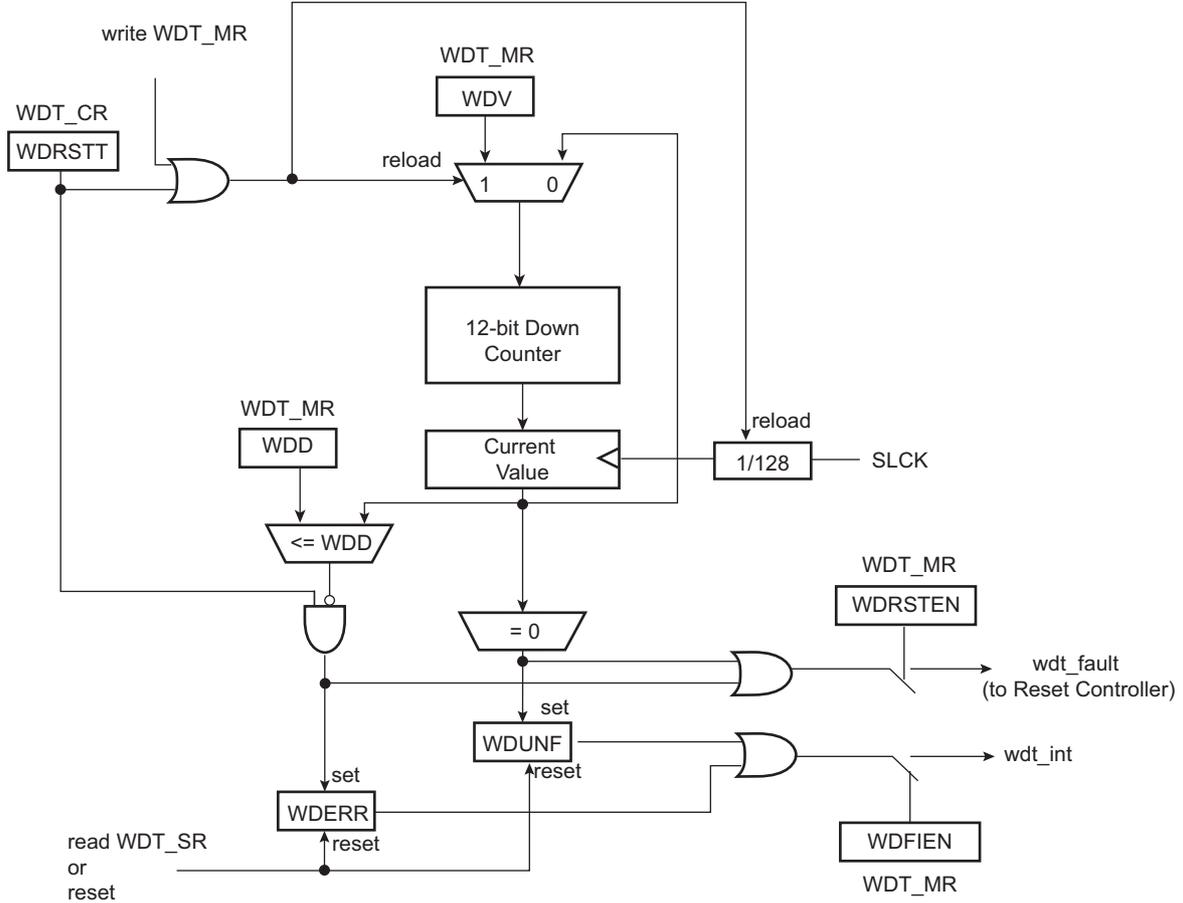 write WDT_MR
WDT_MR
WDV
WDT_CR
WDRSTT
reload
1 0
12-bit Down
Counter
WDT_MR
WDD
Current
Value
reload
1/128
SLCK
<= WDD
WDT_MR
WDRSTEN
= 0
wdt_fault
(to Reset Controller)
set
WDUNF
reset
wdt_int
set
WDERR
reset
read WDT_SR
or
reset
WDFIEN
WDT_MR